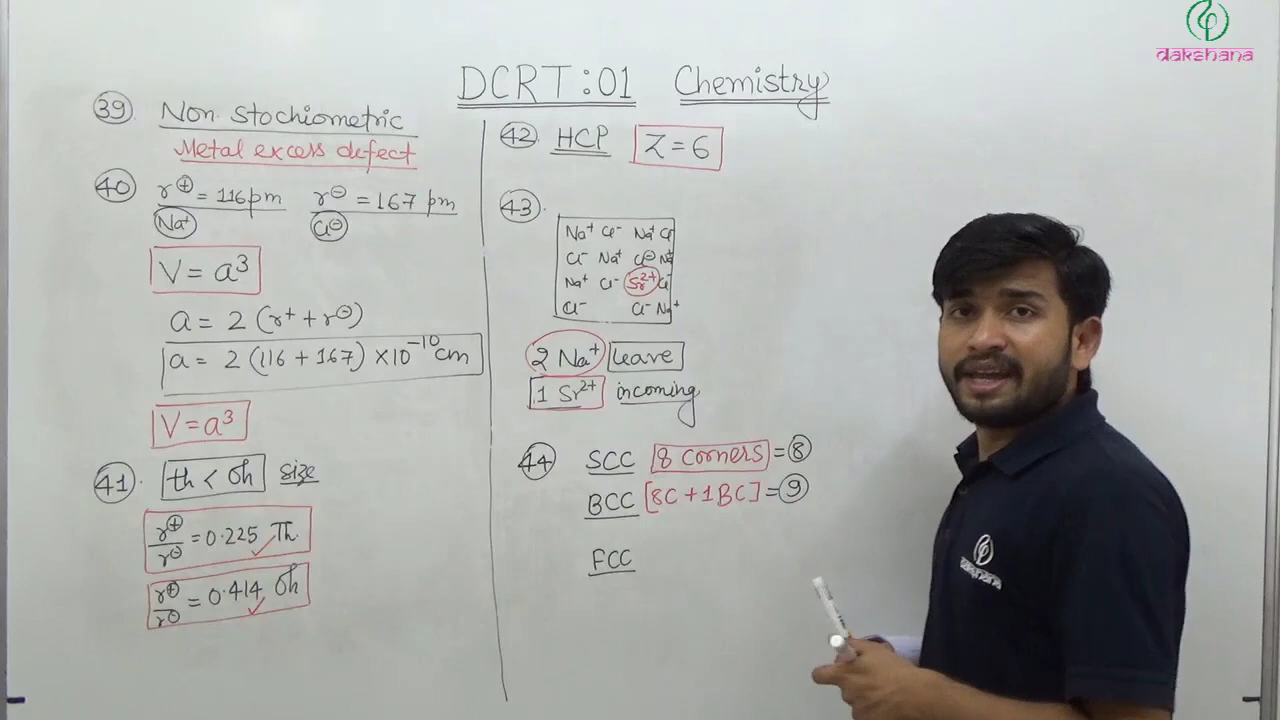 dakshana
DCRT:01 Chemistry
39. Non Stochiometric
Metal excess defect
40 r⊕ = 116 pm r⊖ = 167 pm
Na⁺ Cl⊖
V = a³
a = 2 (r⁺ + r⊖)
a = 2 (116 + 167) × 10⁻¹⁰ cm
V = a³
41. th < Oh size
r⊕/r⊖ = 0.225 Th.
r⊕/r⊖ = 0.414 Oh
42. HCP Z = 6
43.
Na⁺ Cl⁻ Na⁺ Cl
Cl⁻ Na⁺ Cl⊖ N⁺
Na⁺ Cl⁻ Sr²⁺ Cl
Cl⁻ Cl⁻ Na⁺
2 Na⁺ leave
1 Sr²⁺ incoming
44 SCC [8 corners] = 8
BCC [8C + 1BC] = 9
FCC
dakshana